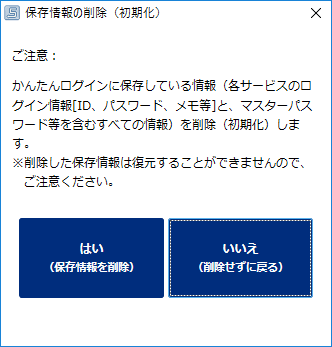 保存情報の削除（初期化）
ご注意：
かんたんログインに保存している情報（各サービスのロ
グイン情報[ID、パスワード、メモ等]と、マスターパス
ワード等を含むすべての情報）を削除（初期化）しま
す。
※削除した保存情報は復元することができませんので、
ご注意ください。
はい
（保存情報を削除）
いいえ
（削除せずに戻る）